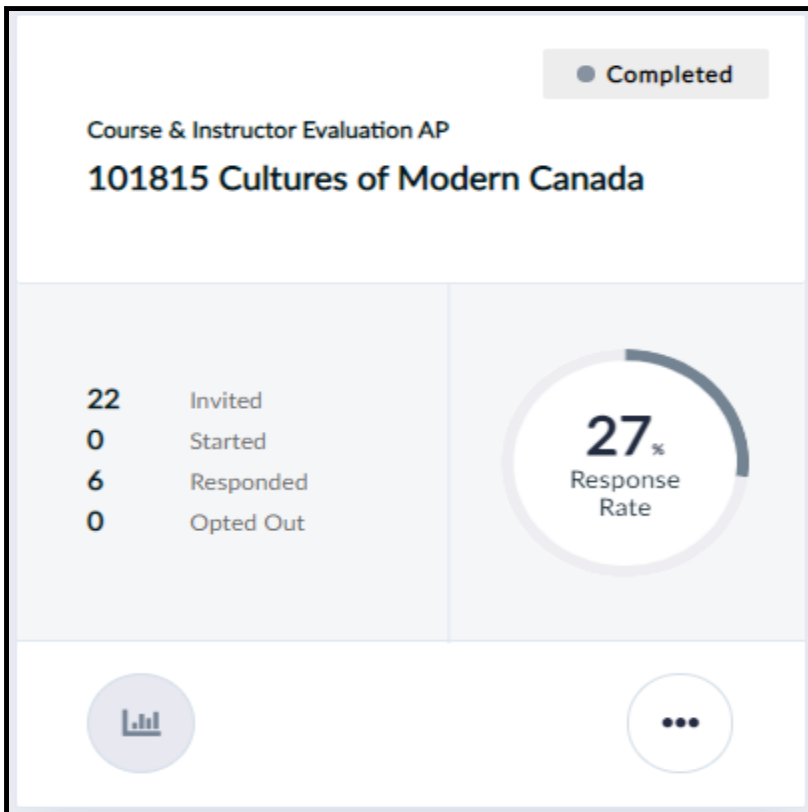 Completed
Course & Instructor Evaluation AP
101815 Cultures of Modern Canada
22 Invited
0 Started
6 Responded
0 Opted Out
27%
Response
Rate